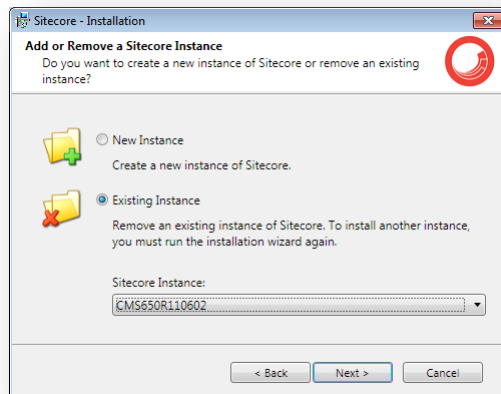 Sitecore - Installation
Add or Remove a Sitecore Instance
Do you want to create a new instance of Sitecore or remove an existing
instance?
New Instance
Create a new instance of Sitecore.
Existing Instance
Remove an existing instance of Sitecore. To install another instance,
you must run the installation wizard again.
Sitecore Instance:
CMS650R110602
< Back Next > Cancel